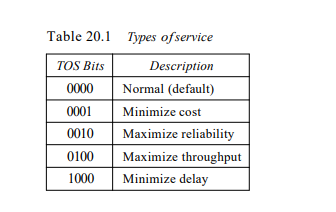 Table 20.1 Types of service
TOS Bits Description
0000 Normal (default)
0001 Minimize cost
0010 Maximize reliability
0100 Maximize throughput
1000 Minimize delay